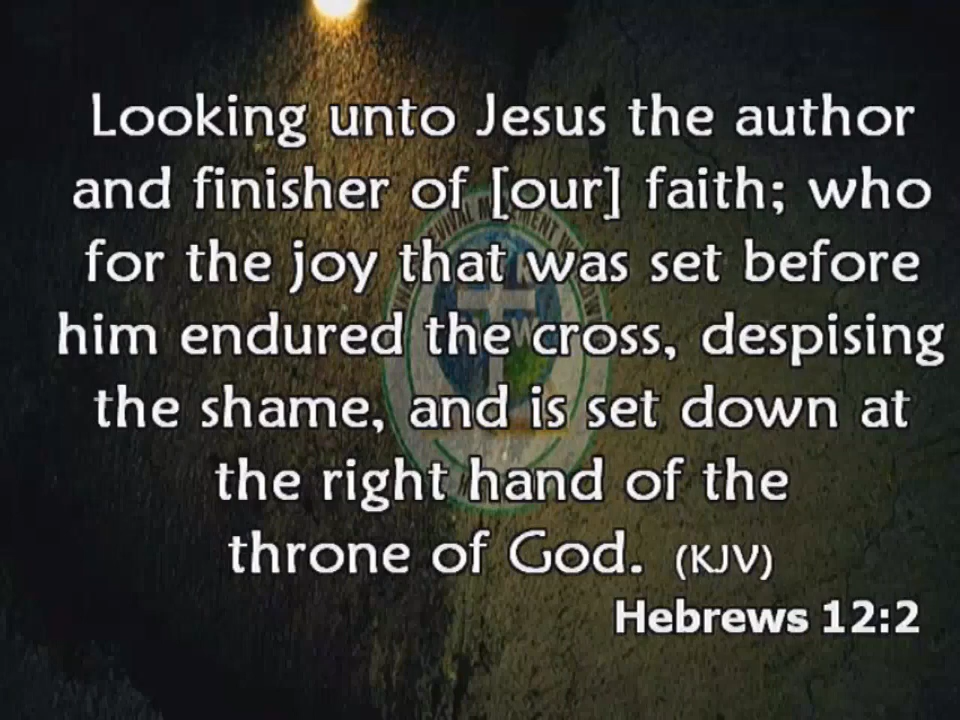 Looking unto Jesus the author
and finisher of [our] faith; who
for the joy that was set before
him endured the cross, despising
the shame, and is set down at
the right hand of the
throne of God. (KJV)
Hebrews 12:2